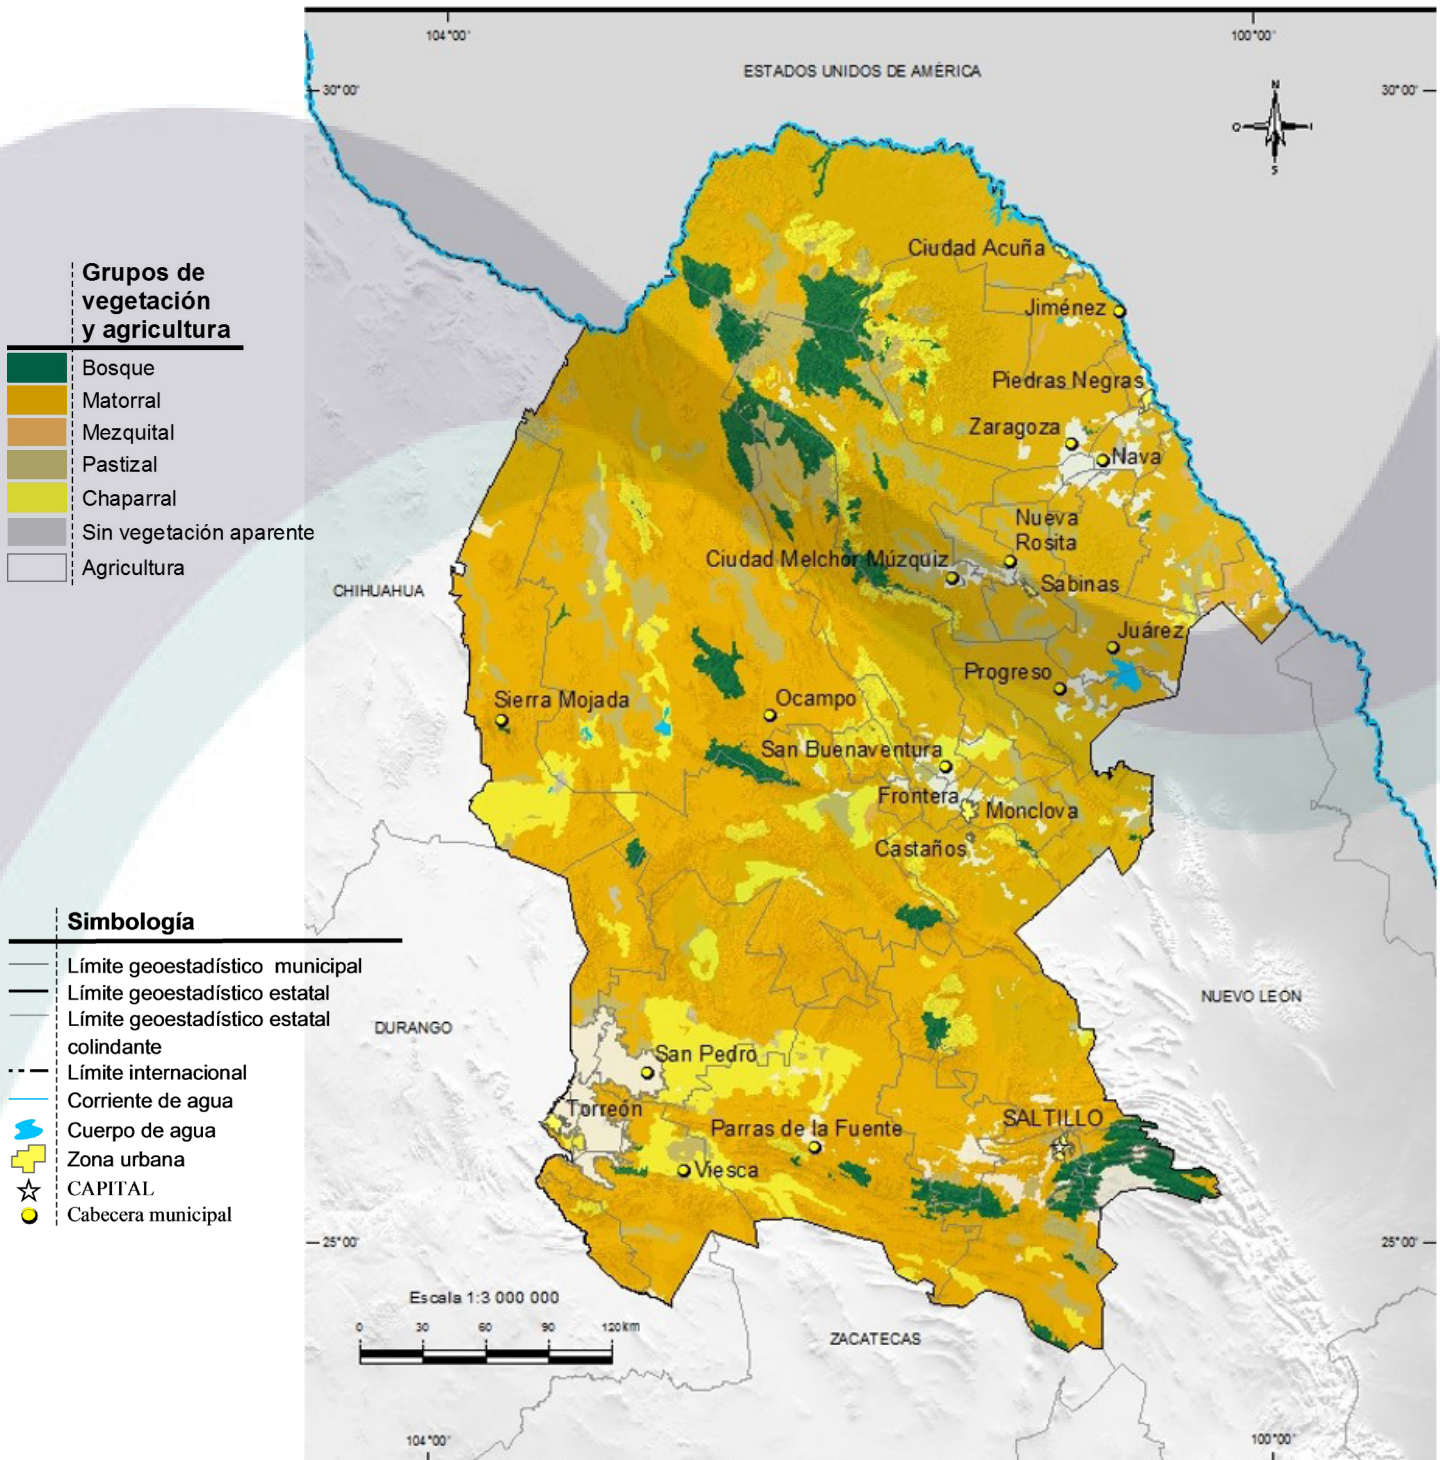 104°00'
100°00'
ESTADOS UNIDOS DE AMÉRICA
30°00'
30°00'
N
O
I
S
Ciudad Acuña
Jiménez
Piedras Negras
Zaragoza
Nava
Nueva
Rosita
Ciudad Melchor Múzquiz
Sabinas
Juárez
Progreso
Sierra Mojada
Ocampo
San Buenaventura
Frontera
Monclova
Castaños
San Pedro
Torreón
Parras de la Fuente
SALTILLO
Viesca
CHIHUAHUA
DURANGO
NUEVO LEÓN
ZACATECAS
Grupos de
vegetación
y agricultura
Bosque
Matorral
Mezquital
Pastizal
Chaparral
Sin vegetación aparente
Agricultura
Simbología
Límite geoestadístico municipal
Límite geoestadístico estatal
Límite geoestadístico estatal
colindante
Límite internacional
Corriente de agua
Cuerpo de agua
Zona urbana
CAPITAL
Cabecera municipal
25°00'
25°00'
Escala 1:3 000 000
0 30 60 90 120 km
104°00'
100°00'